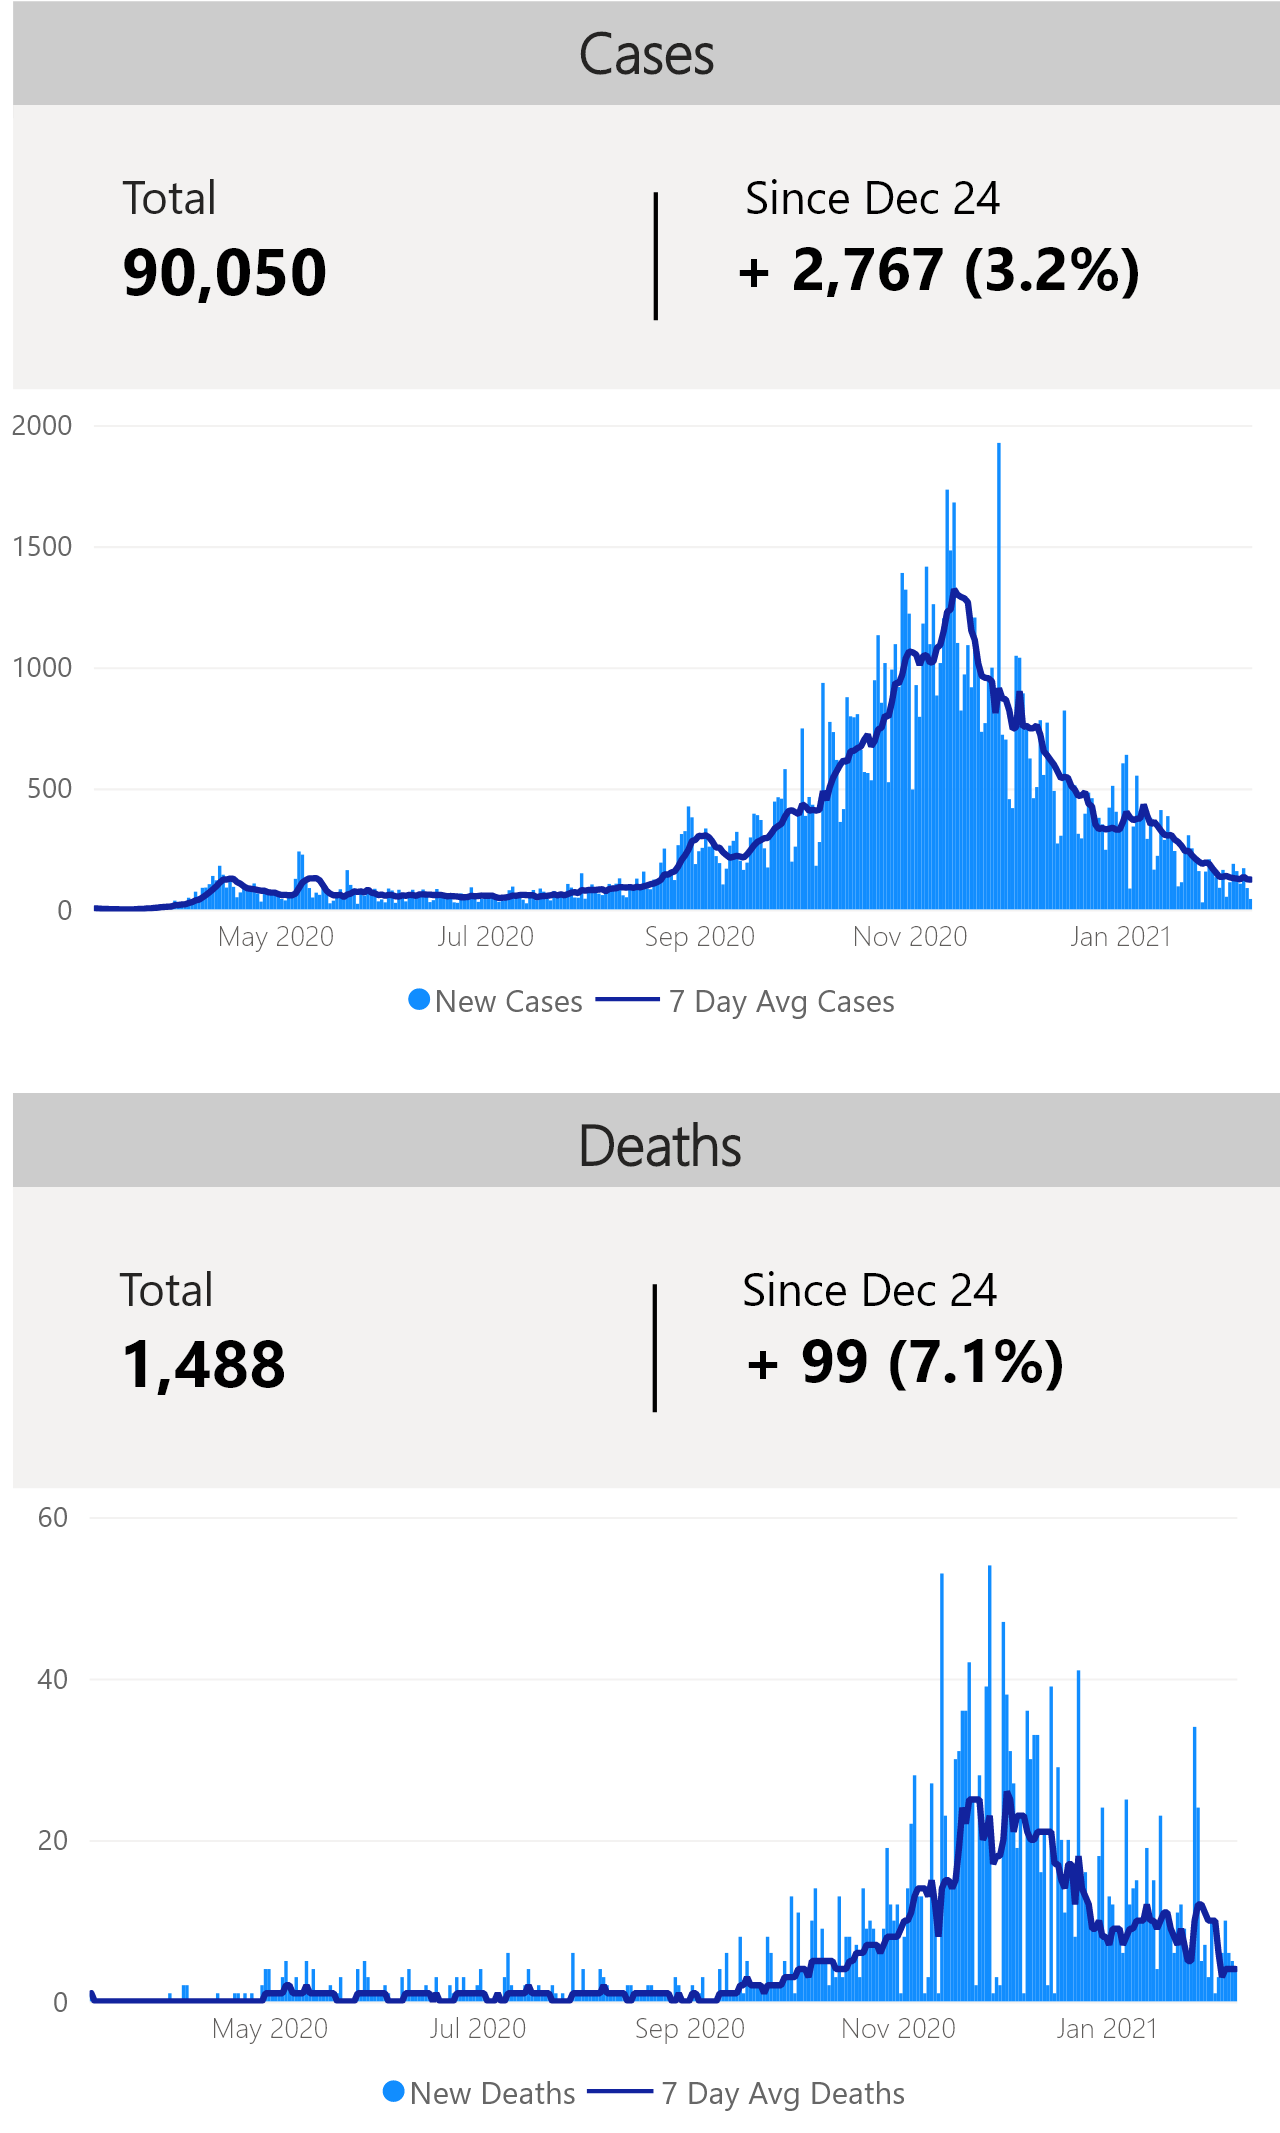 Cases
Total
Since Dec 24
90,050
+ 2,767 (3.2%)
2000
1500
1000
500
0
May 2020
Jul 2020
Sep 2020
Nov 2020
Jan 2021
New Cases
7 Day Avg Cases
Deaths
Total
Since Dec 24
1,488
+ 99 (7.1%)
60
40
20
0
May 2020
Jul 2020
Sep 2020
Nov 2020
Jan 2021
New Deaths
7 Day Avg Deaths